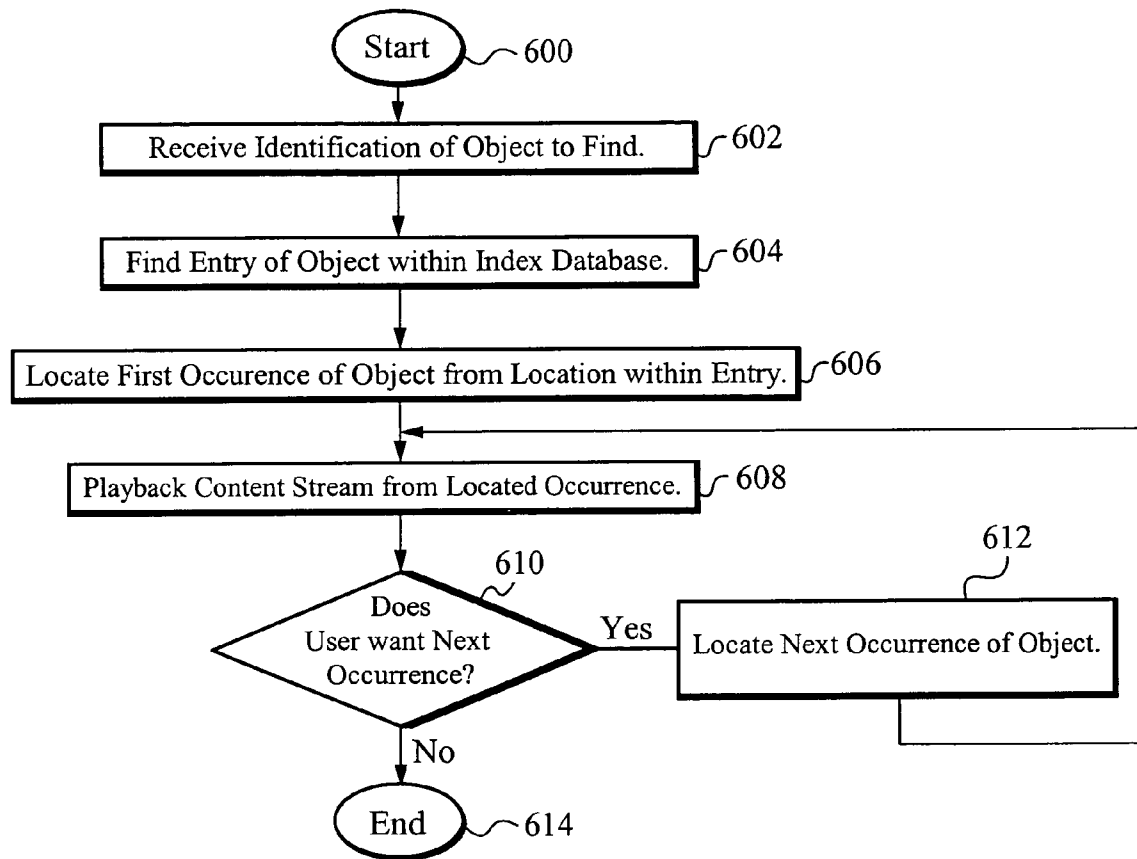 Start
600
Receive Identification of Object to Find.
602
Find Entry of Object within Index Database.
604
Locate First Occurence of Object from Location within Entry.
606
Playback Content Stream from Located Occurrence.
608
610
Does
User want Next
Occurrence?
Yes
612
Locate Next Occurrence of Object.
No
End
614